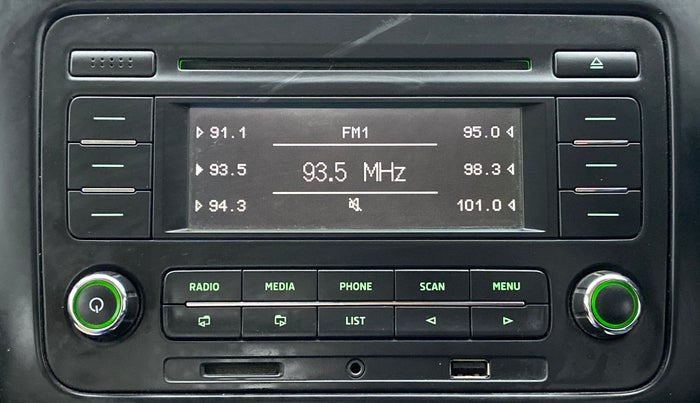 91.1 FM1 95.0
93.5 93.5 MHz 98.3
94.3 101.0
RADIO MEDIA PHONE SCAN MENU
LIST